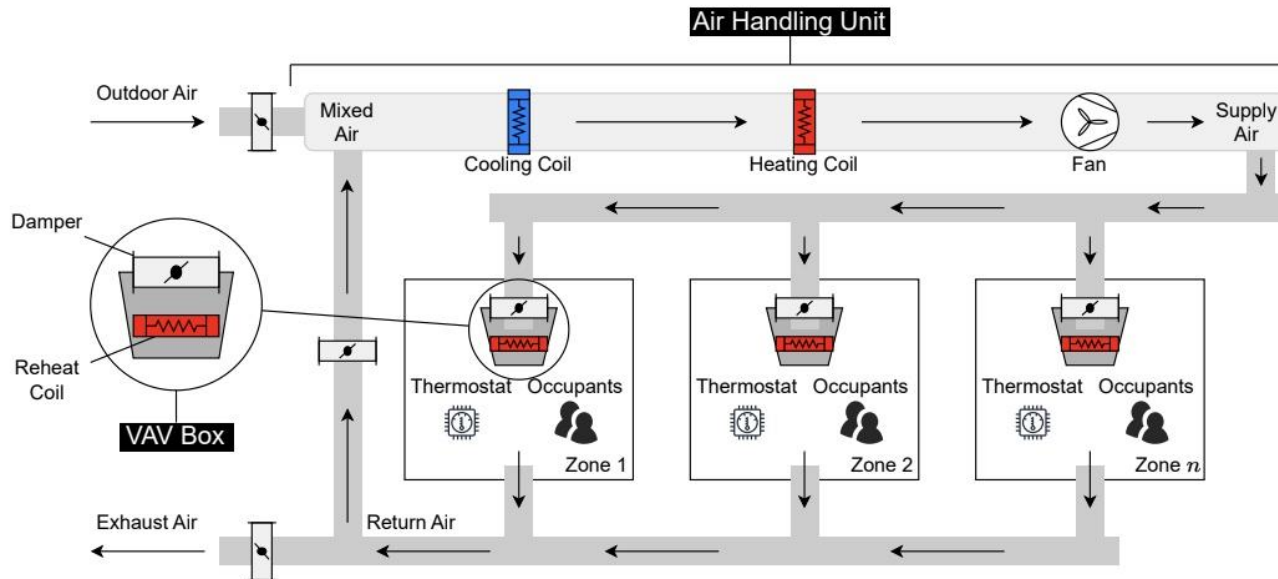 Air Handling Unit
Outdoor Air
Mixed
Air
Supply
Air
Cooling Coil
Heating Coil
Fan
Damper
Reheat
Coil
VAV Box
Thermostat
Occupants
Zone 1
Thermostat
Occupants
Zone 2
Thermostat
Occupants
Zone n
Exhaust Air
Return Air